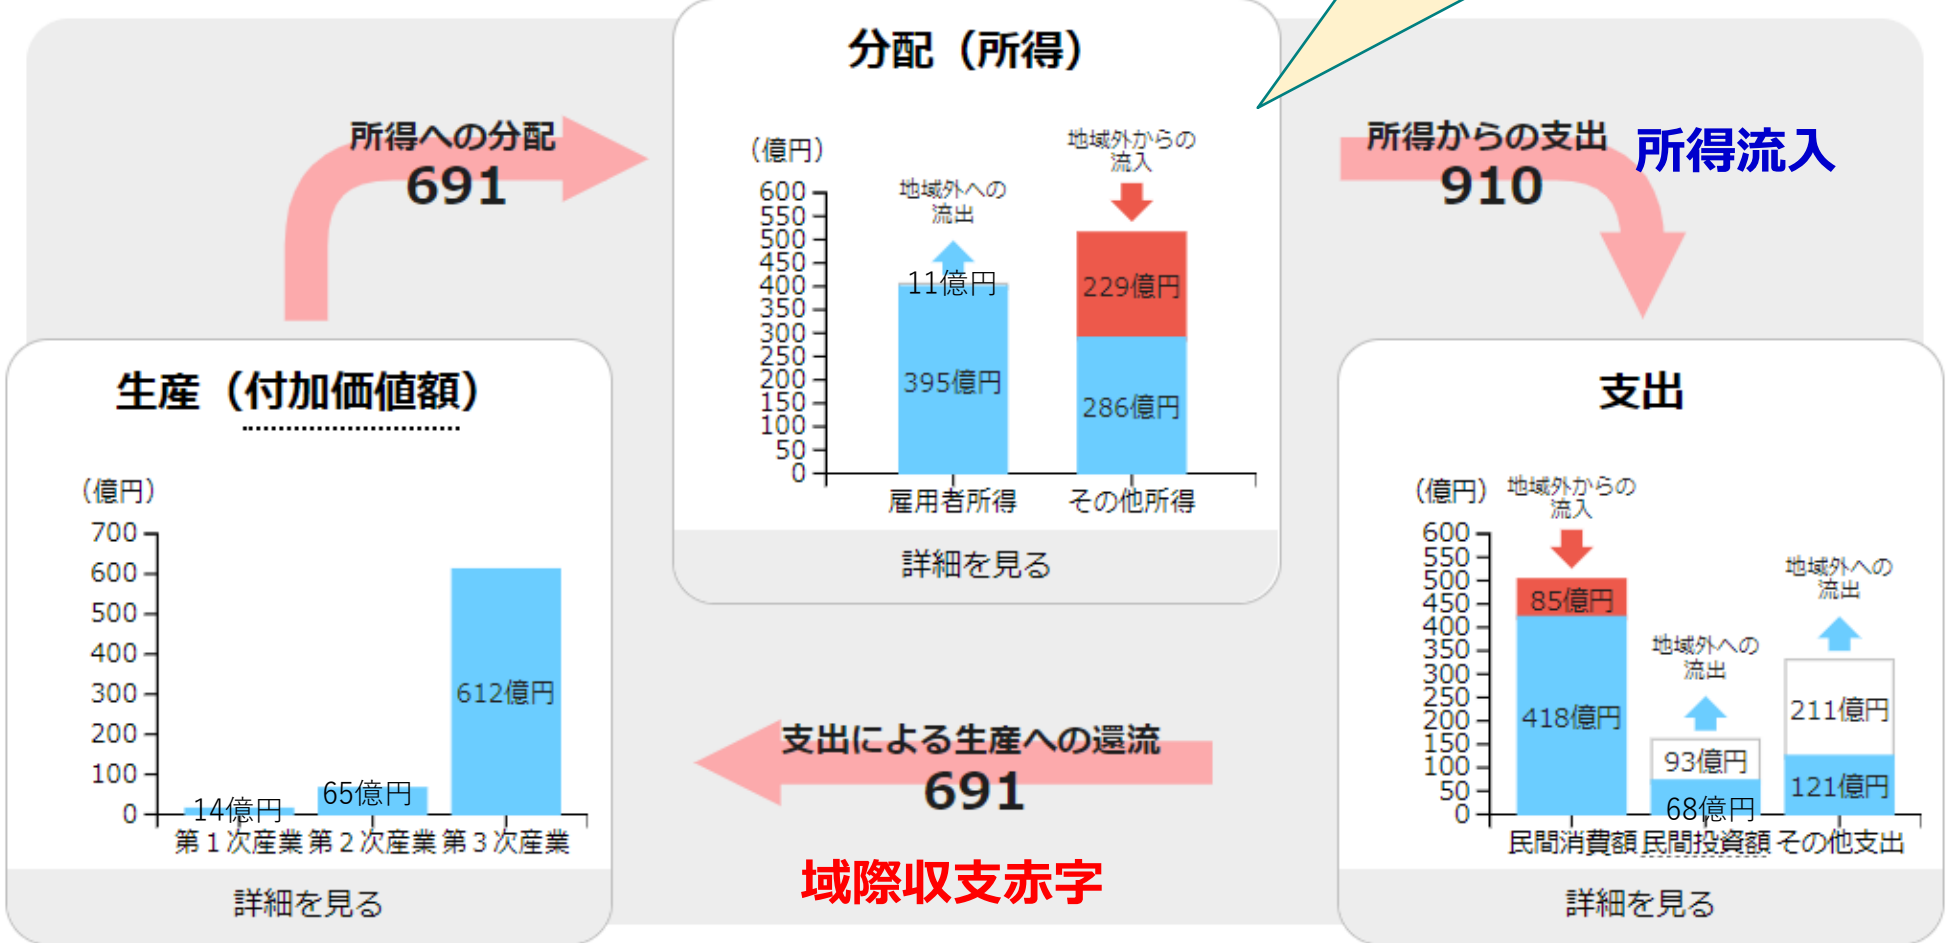 分配（所得）
所得への分配
691
（億円）
600
550
500
450
400
350
300
250
200
150
100
50
0
地域外への
流出
11億円
395億円
雇用者所得
地域外からの
流入
229億円
286億円
その他所得
詳細を見る
所得からの支出
910
所得流入
生産（付加価値額）
（億円）
700
600
500
400
300
200
100
0
14億円
65億円
612億円
第１次産業
第２次産業
第３次産業
詳細を見る
支出による生産への還流
691
域際収支赤字
支出
（億円）
600
550
500
450
400
350
300
250
200
150
100
50
0
地域外からの
流入
85億円
418億円
民間消費額
地域外への
流出
93億円
68億円
民間投資額
地域外への
流出
211億円
121億円
その他支出
詳細を見る